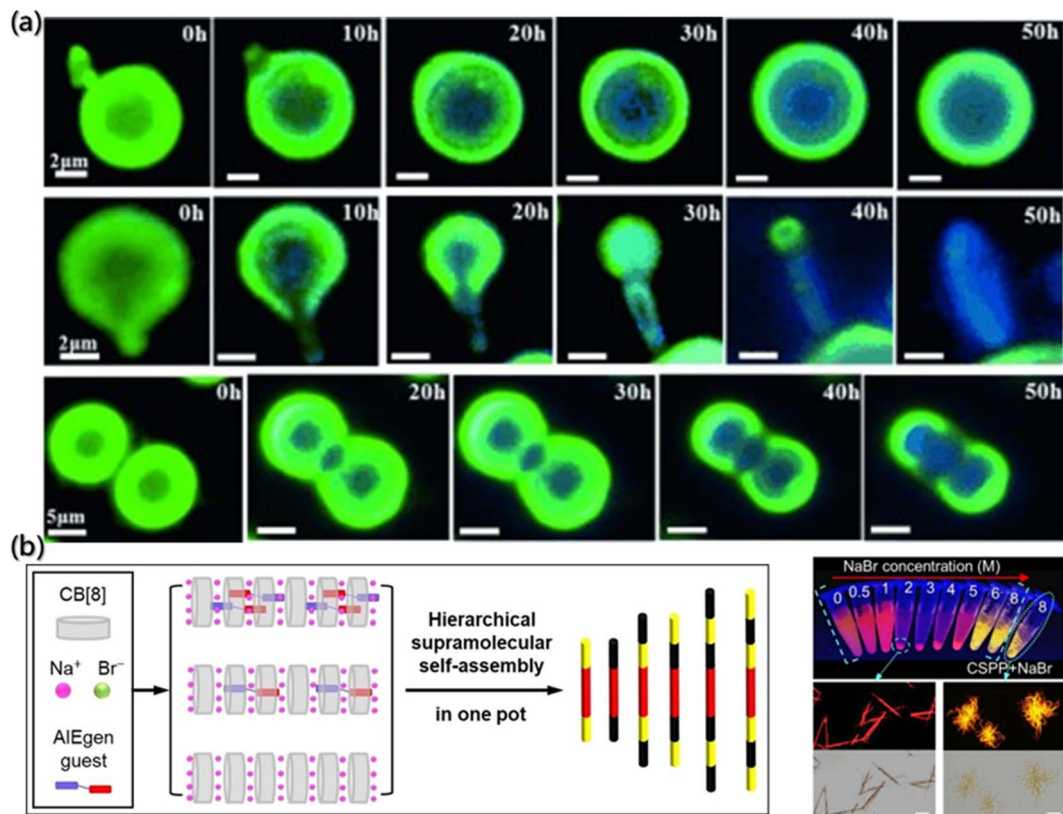 (a)
0h
10h
20h
30h
40h
50h
2μm
0h
10h
20h
30h
40h
50h
2μm
0h
20h
30h
40h
50h
5μm
(b)
CB[8]
Na⁺ Br⁻
AIEgen
guest
Hierarchical
supramolecular
self-assembly
in one pot
NaBr concentration (M)
0 0.5 1 2 3 4 5 6 8 8
CSPP+NaBr